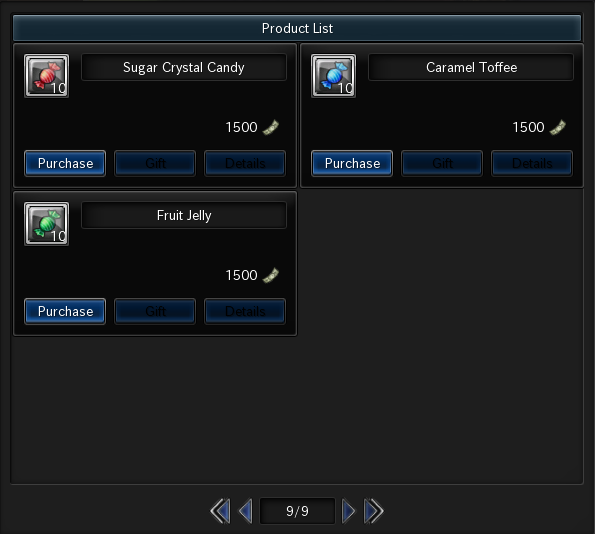 Product List
10
Sugar Crystal Candy
1500
Purchase
Gift
Details
10
Caramel Toffee
1500
Purchase
Gift
Details
10
Fruit Jelly
1500
Purchase
Gift
Details
9/9